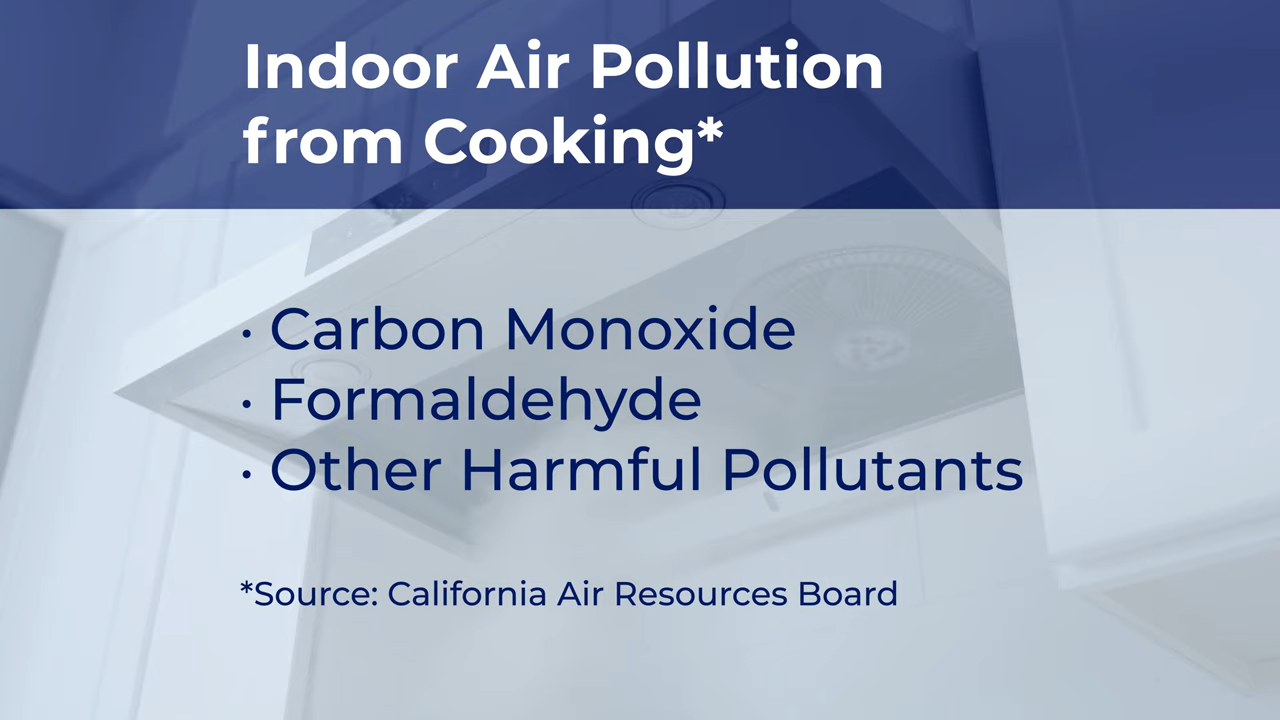 Indoor Air Pollution
from Cooking*
· Carbon Monoxide
· Formaldehyde
· Other Harmful Pollutants
*Source: California Air Resources Board